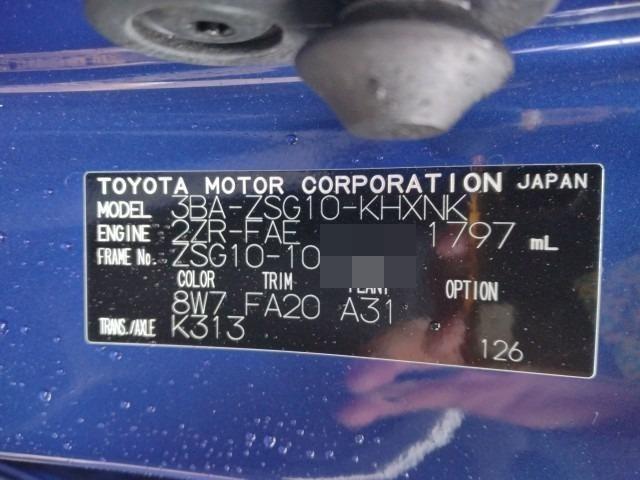 TOYOTA MOTOR CORPORATION JAPAN
MODEL 3BA-ZSG10-KHXNK
ENGINE 2ZR-FAE 1797 mL
FRAME No. ZSG10-10
COLOR TRIM PLANT OPTION
8W7 FA20 A31
TRANS./AXLE K313
126